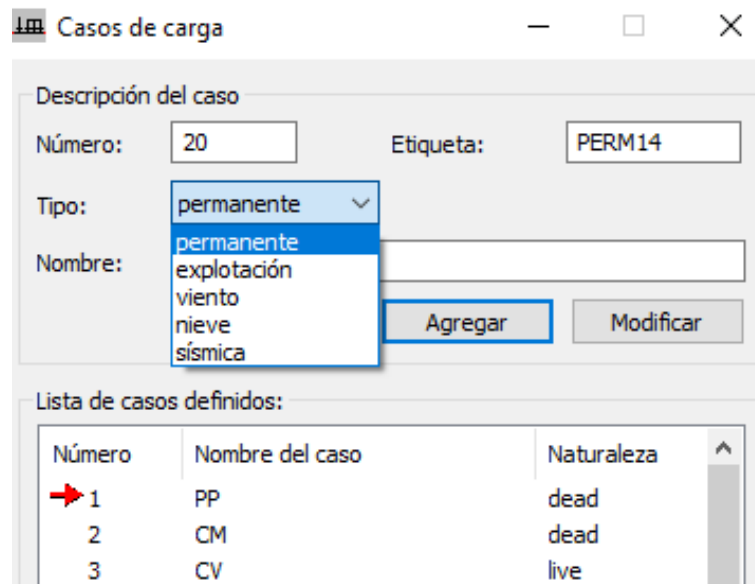 Casos de carga
Descripción del caso
Número: 20 Etiqueta: PERM14
Tipo: permanente
permanente
Nombre:
explotación
viento
nieve
sísmica
Agregar Modificar
Lista de casos definidos:
Número Nombre del caso Naturaleza
1 PP dead
2 CM dead
3 CV live